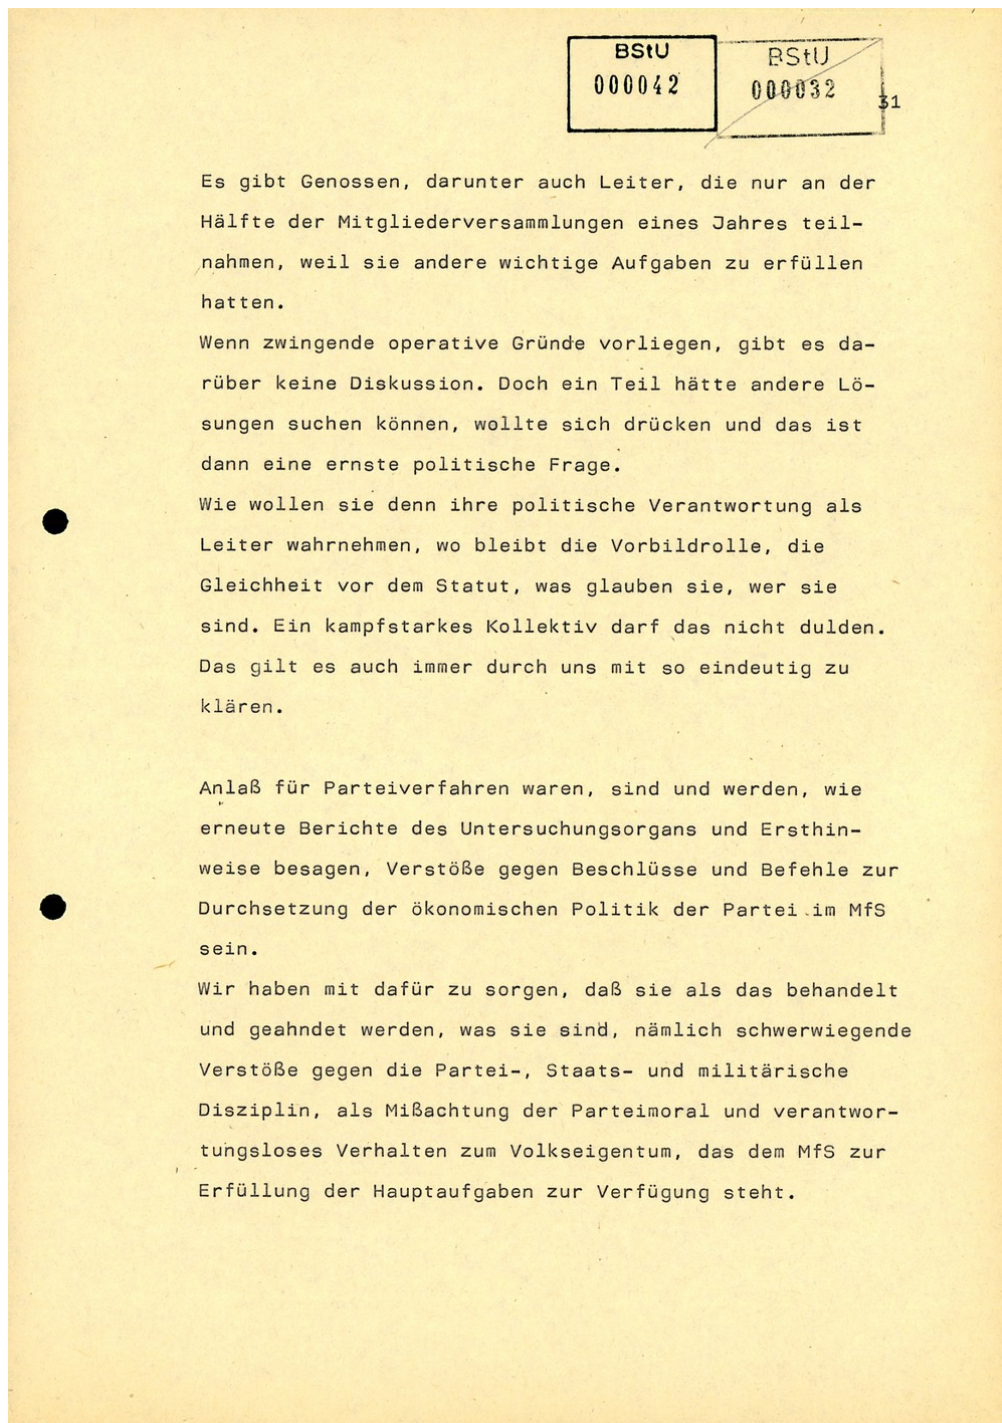 BStU
000042
BStU
000032
31
Es gibt Genossen, darunter auch Leiter, die nur an der
Hälfte der Mitgliederversammlungen eines Jahres teil-
nahmen, weil sie andere wichtige Aufgaben zu erfüllen
hatten.
Wenn zwingende operative Gründe vorliegen, gibt es da-
rüber keine Diskussion. Doch ein Teil hätte andere Lö-
sungen suchen können, wollte sich drücken und das ist
dann eine ernste politische Frage.
Wie wollen sie denn ihre politische Verantwortung als
Leiter wahrnehmen, wo bleibt die Vorbildrolle, die
Gleichheit vor dem Statut, was glauben sie, wer sie
sind. Ein kampfstarkes Kollektiv darf das nicht dulden.
Das gilt es auch immer durch uns mit so eindeutig zu
klären.
Anlaß für Parteiverfahren waren, sind und werden, wie
erneute Berichte des Untersuchungsorgans und Ersthin-
weise besagen, Verstöße gegen Beschlüsse und Befehle zur
Durchsetzung der ökonomischen Politik der Partei im MfS
sein.
Wir haben mit dafür zu sorgen, daß sie als das behandelt
und geahndet werden, was sie sind, nämlich schwerwiegende
Verstöße gegen die Partei-, Staats- und militärische
Disziplin, als Mißachtung der Parteimoral und verantwor-
tungsloses Verhalten zum Volkseigentum, das dem MfS zur
Erfüllung der Hauptaufgaben zur Verfügung steht.